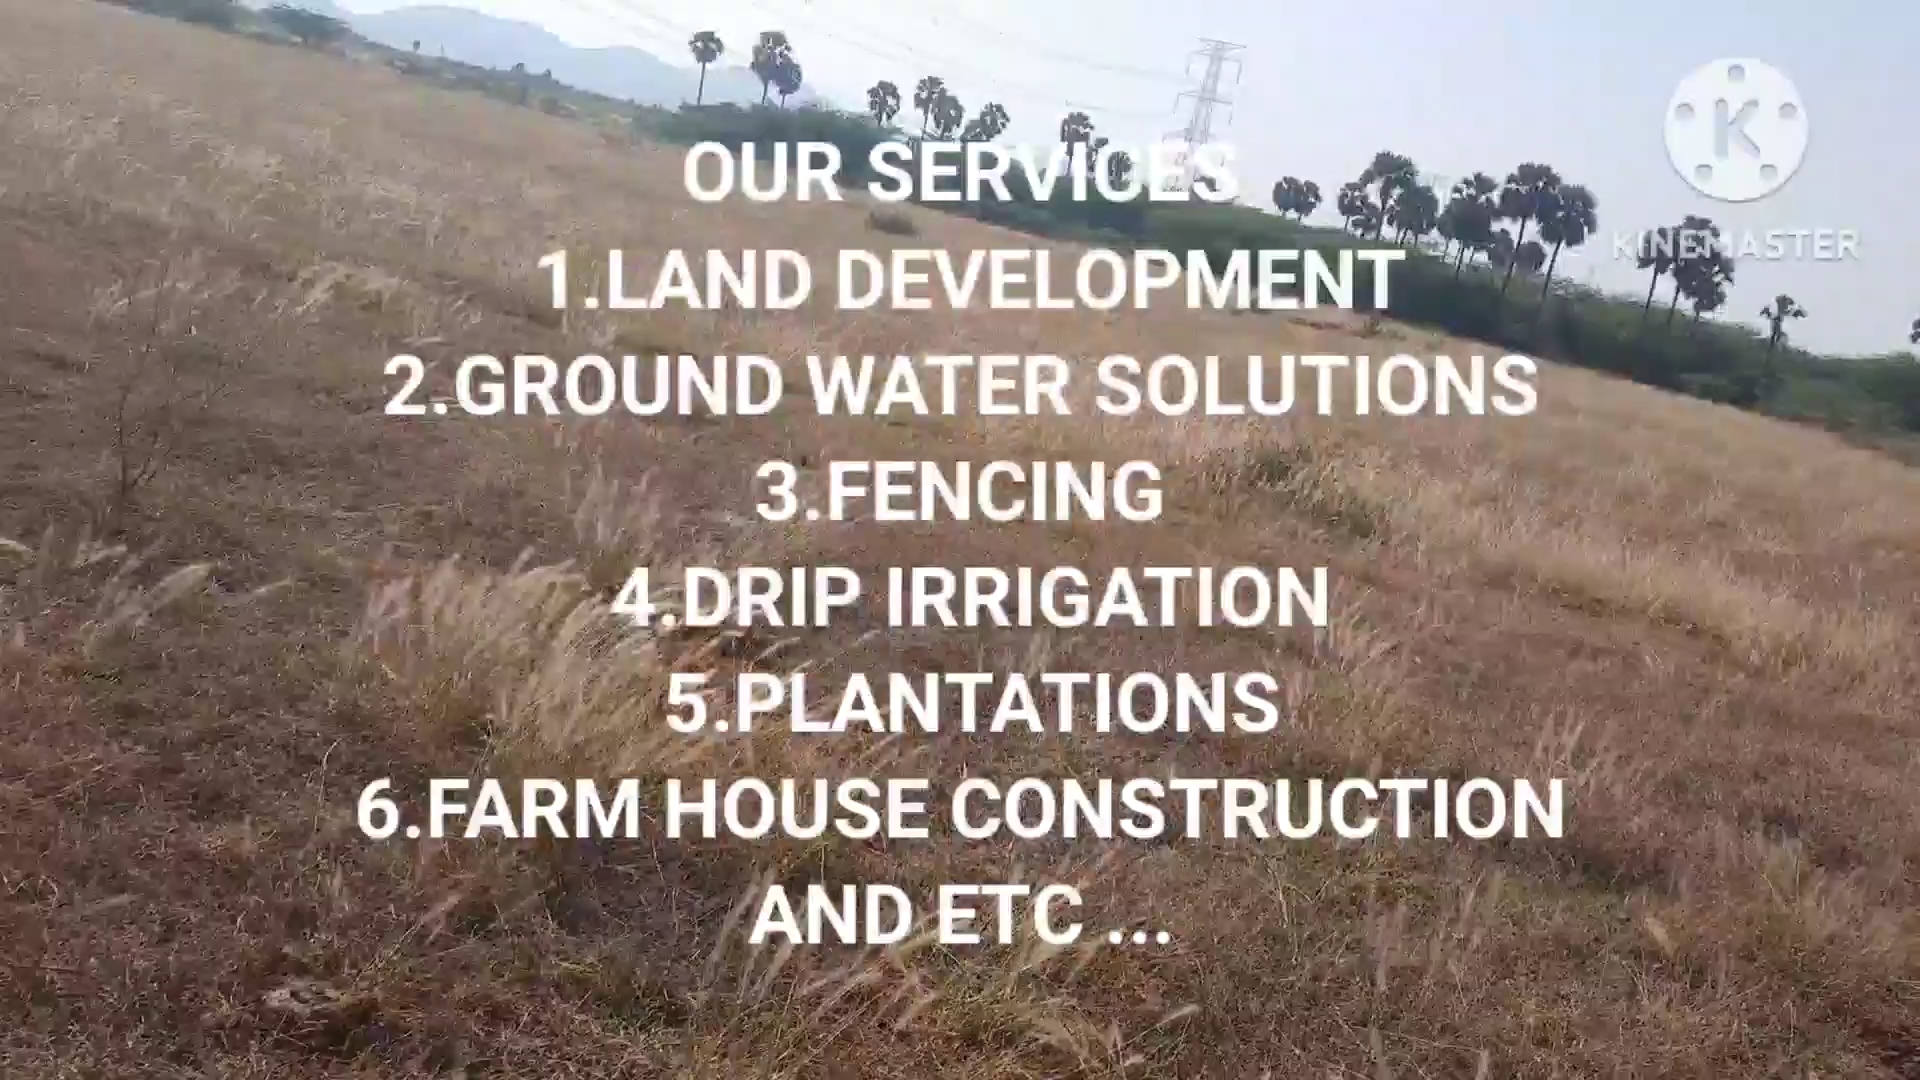 OUR SERVICES
1.LAND DEVELOPMENT
2.GROUND WATER SOLUTIONS
3.FENCING
4.DRIP IRRIGATION
5.PLANTATIONS
6.FARM HOUSE CONSTRUCTION
AND ETC ...
K
KINEMASTER